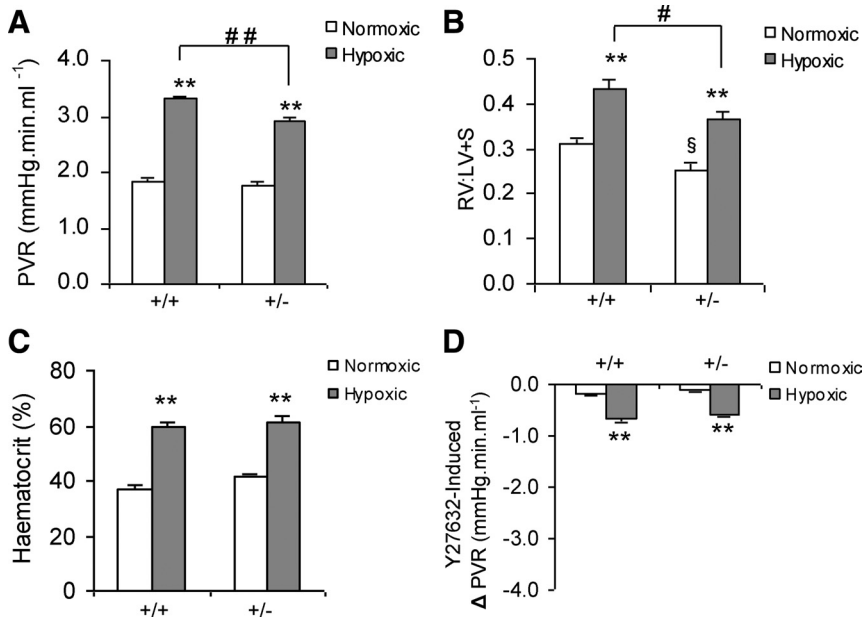 A
# #
Normoxic
Hypoxic
PVR (mmHg.min.ml⁻¹)
4.0
3.0
2.0
1.0
0.0
**
**
+/+
+/-
B
#
Normoxic
Hypoxic
RV:LV+S
0.5
0.4
0.3
0.2
0.1
0.0
**
**
§
+/+
+/-
C
Normoxic
Hypoxic
Haematocrit (%)
80
60
40
20
0
**
**
+/+
+/-
D
+/+
+/-
Normoxic
Hypoxic
Y27632-Induced
Δ PVR (mmHg.min.ml⁻¹)
0.0
-1.0
-2.0
-3.0
-4.0
**
**